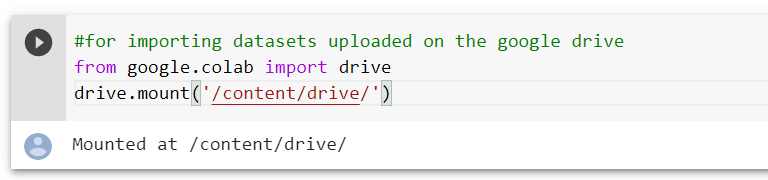 #for importing datasets uploaded on the google drive
from google.colab import drive
drive.mount('/content/drive/')
Mounted at /content/drive/